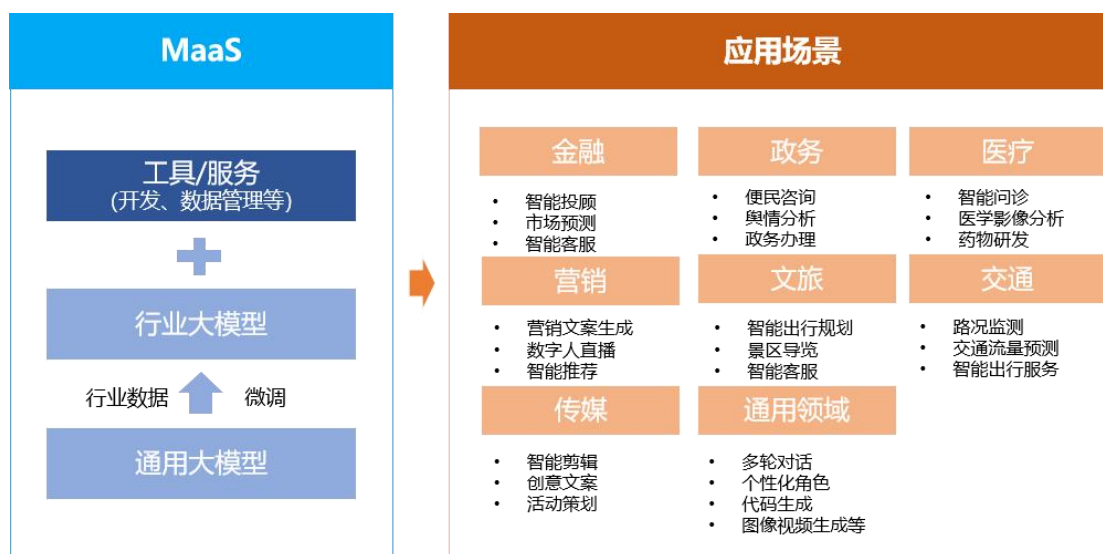 MaaS
工具/服务
(开发、数据管理等)
行业大模型
行业数据
微调
通用大模型
应用场景
金融
• 智能投顾
• 市场预测
• 智能客服
政务
• 便民咨询
• 舆情分析
• 政务办理
医疗
• 智能问诊
• 医学影像分析
• 药物研发
营销
• 营销文案生成
• 数字人直播
• 智能推荐
文旅
• 智能出行规划
• 景区导览
• 智能客服
交通
• 路况监测
• 交通流量预测
• 智能出行服务
传媒
• 智能剪辑
• 创意文案
• 活动策划
通用领域
• 多轮对话
• 个性化角色
• 代码生成
• 图像视频生成等